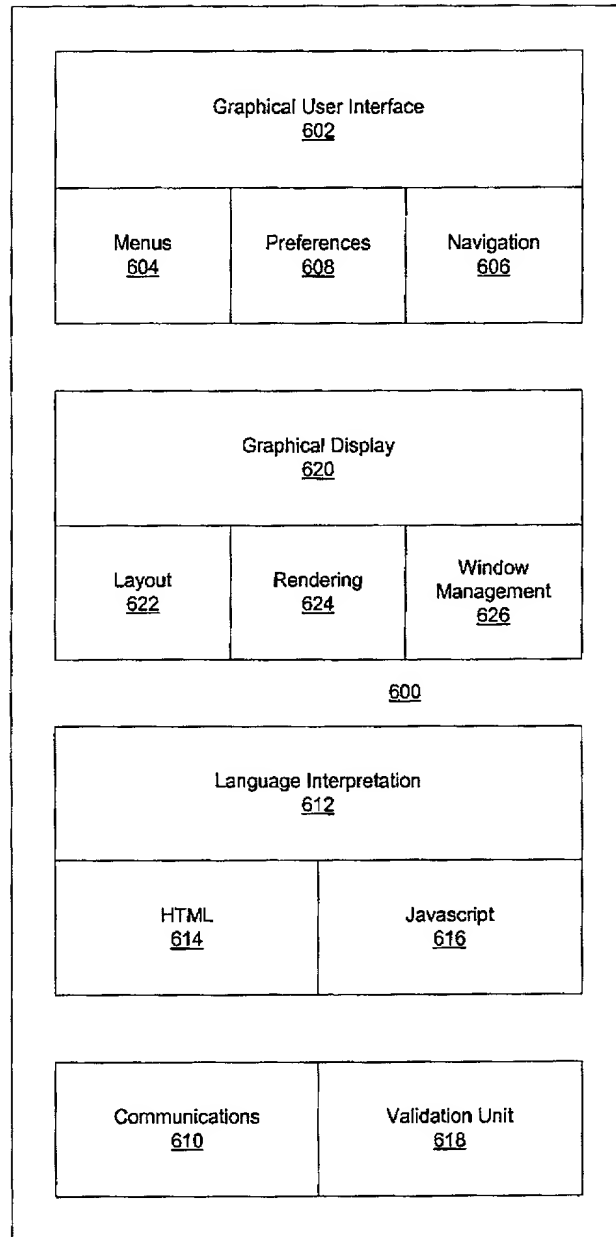 Graphical User Interface
602
Menus
604
Preferences
608
Navigation
606
Graphical Display
620
Layout
622
Rendering
624
Window
Management
626
600
Language Interpretation
612
HTML
614
Javascript
616
Communications
610
Validation Unit
618